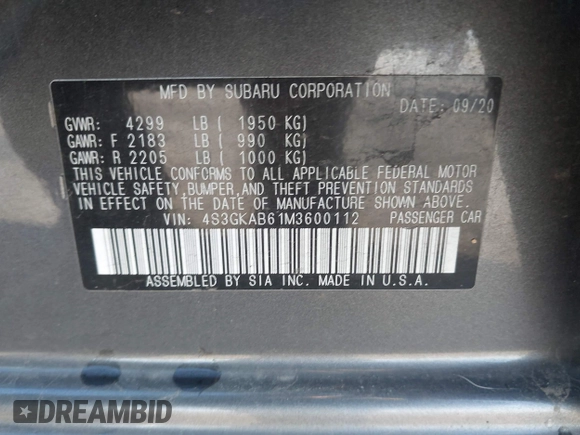 MFD BY SUBARU CORPORATION
DATE: 09/20
GVWR: 4299 LB ( 1950 KG)
GAWR: F 2183 LB ( 990 KG)
GAWR: R 2205 LB ( 1000 KG)
THIS VEHICLE CONFORMS TO ALL APPLICABLE FEDERAL MOTOR
VEHICLE SAFETY,BUMPER,AND THEFT PREVENTION STANDARDS
IN EFFECT ON THE DATE OF MANUFACTURE SHOWN ABOVE.
VIN: 4S3GKAB61M3600112 PASSENGER CAR
ASSEMBLED BY SIA INC. MADE IN U.S.A.
DREAMBID